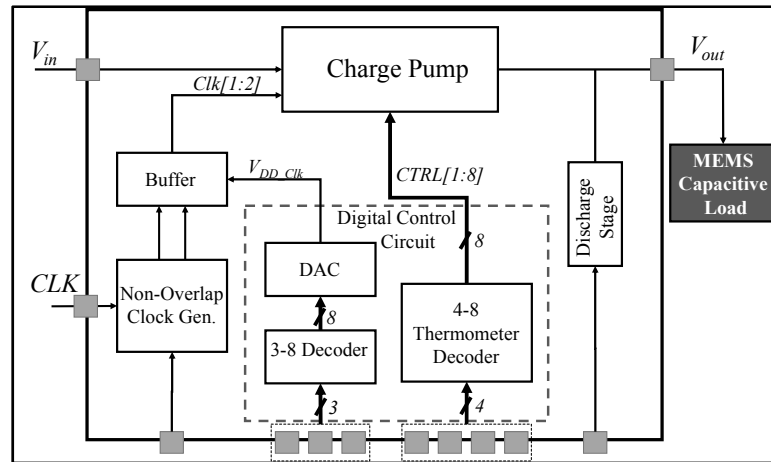 V_in
Charge Pump
V_out
Clk[1:2]
Buffer
V_DD_Clk
CTRL[1:8]
MEMS
Capacitive
Load
Discharge
Stage
Digital Control
Circuit
8
DAC
CLK
Non-Overlap
Clock Gen.
8
4-8
Thermometer
Decoder
3-8 Decoder
3
4